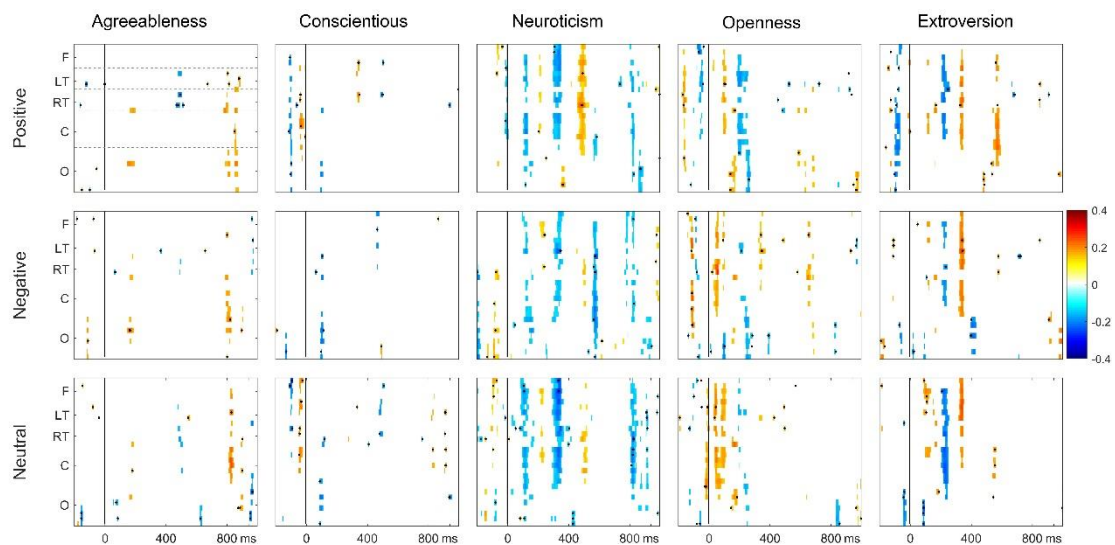 Agreeableness Conscientious Neuroticism Openness Extroversion
Positive
F
LT
RT
C
O
Negative
F
LT
RT
C
O
0.4
0.2
0
-0.2
-0.4
Neutral
F
LT
RT
C
O
0 400 800 ms 0 400 800 ms 0 400 800 ms 0 400 800 ms 0 400 800 ms